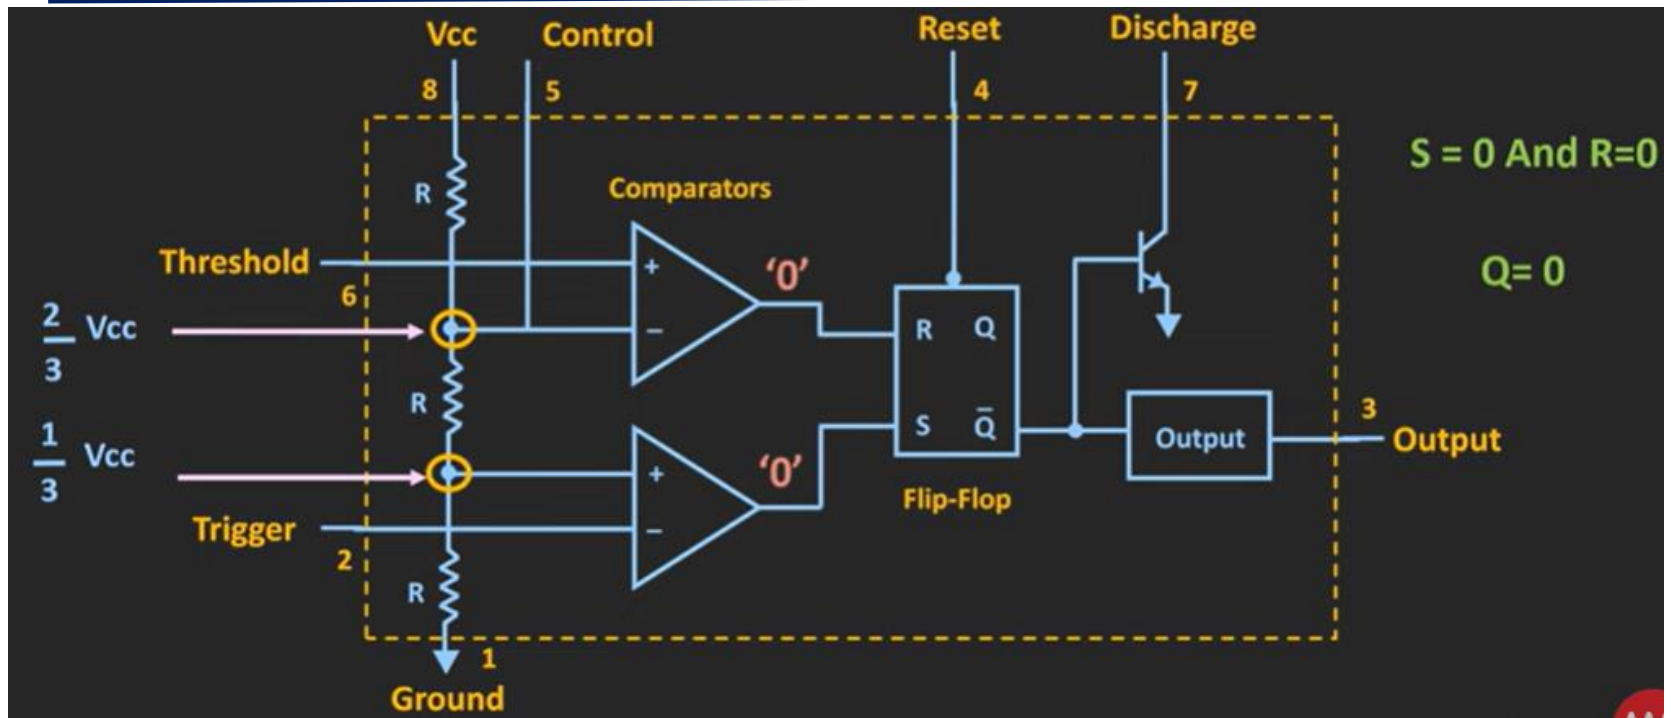 Vcc
Control
Reset
Discharge
8
5
4
7
S = 0 And R=0
R
Comparators
Threshold
+
'0'
Q= 0
6
2/3 Vcc
–
R Q
R
1/3 Vcc
S Q̅
3
Output
Output
+
'0'
Flip-Flop
Trigger
–
2
R
1
Ground